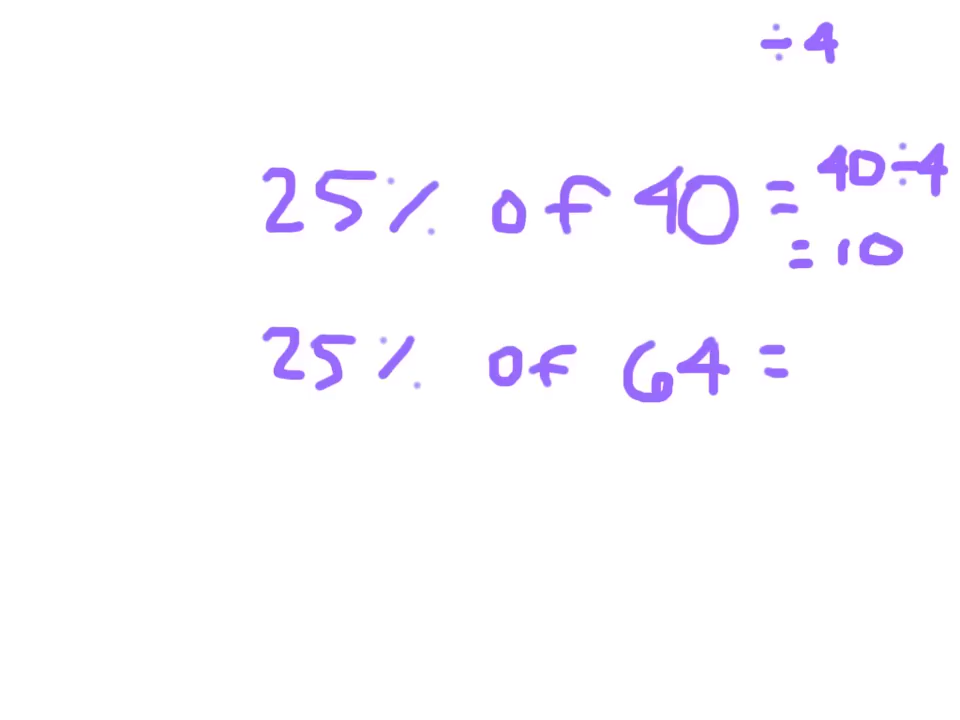 ÷4
25% of 40 = 40÷4
= 10
25% of 64 =